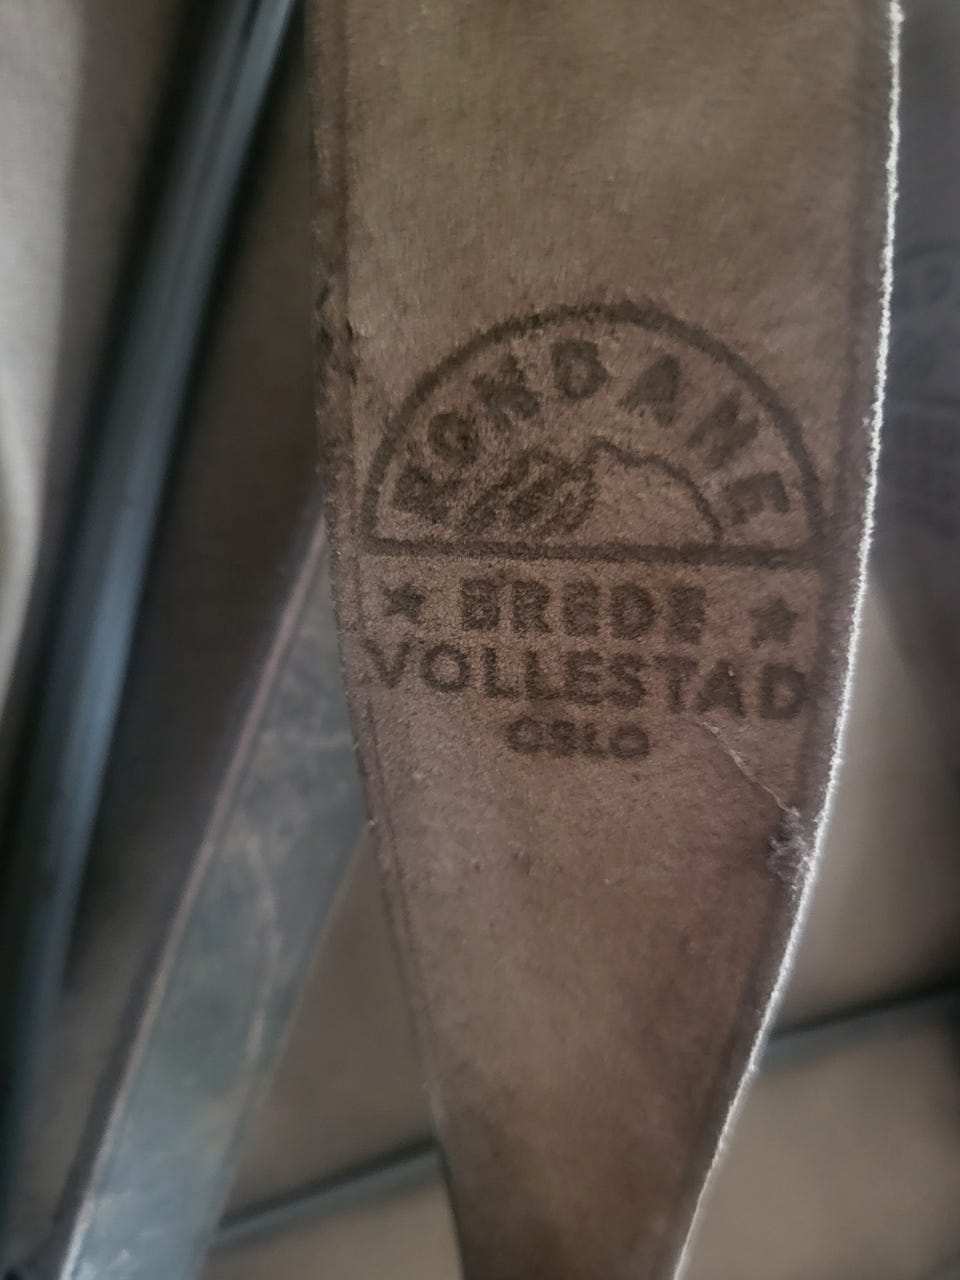 RONDANE
★ BREDE ★
VOLLESTAD
OSLO